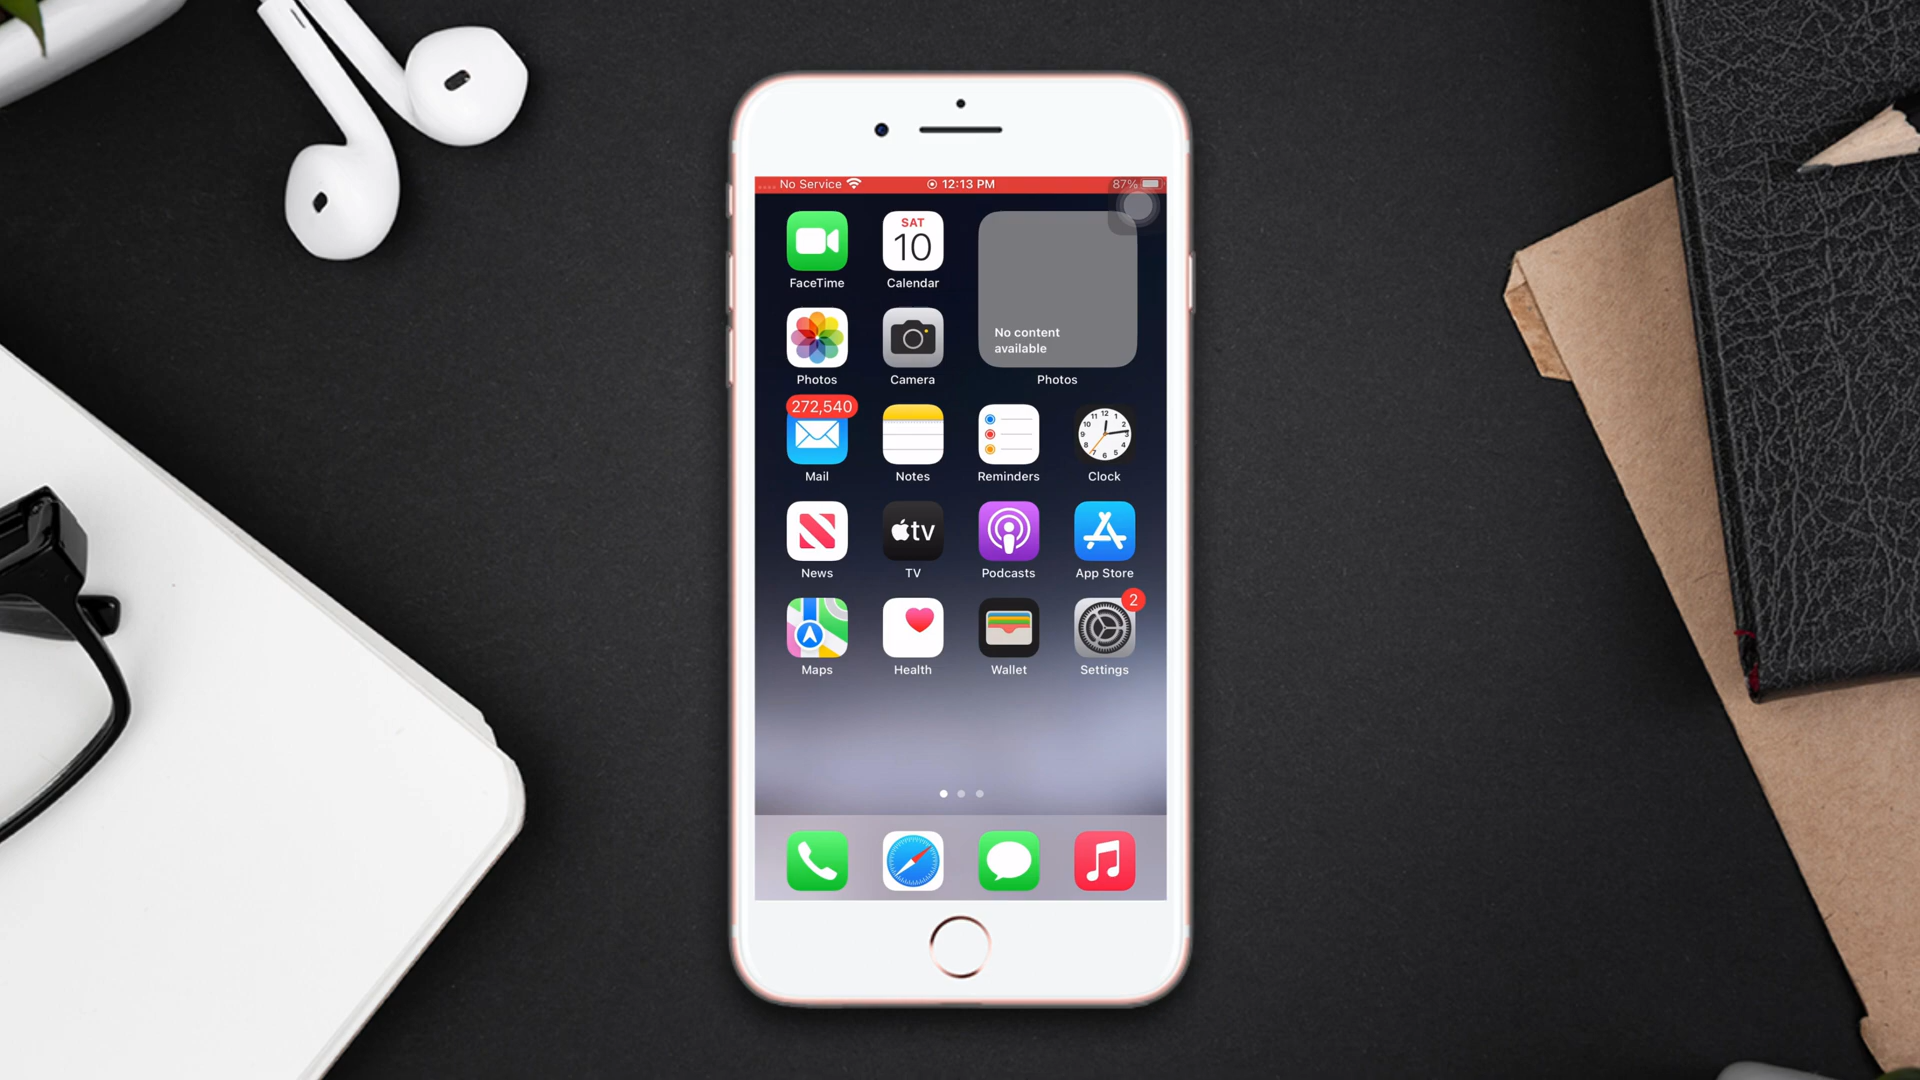 No Service 12:13 PM 87%
SAT
10
FaceTime Calendar
No content
available
Photos Camera Photos
272,540
12
Mail Notes Reminders Clock
tv
News TV Podcasts App Store
2
Maps Health Wallet Settings